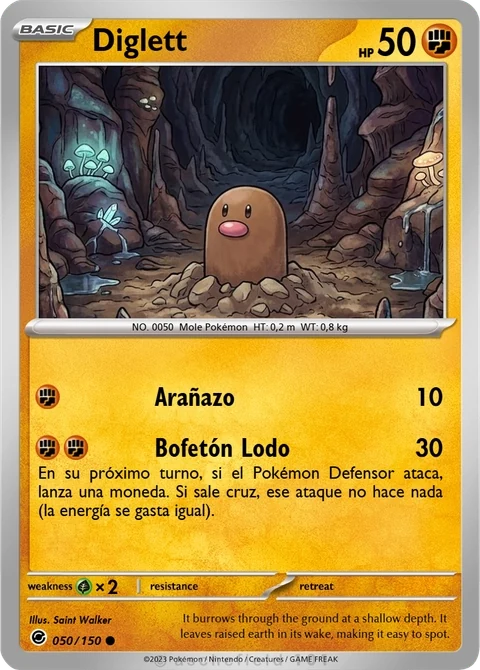 BASIC
Diglett
HP 50
NO. 0050 Mole Pokémon HT: 0,2 m WT: 0,8 kg
Arañazo 10
Bofetón Lodo 30
En su próximo turno, si el Pokémon Defensor ataca,
lanza una moneda. Si sale cruz, ese ataque no hace nada
(la energía se gasta igual).
weakness ×2 resistance retreat
Illus. Saint Walker
It burrows through the ground at a shallow depth. It
leaves raised earth in its wake, making it easy to spot.
050/150
©2023 Pokémon / Nintendo / Creatures / GAME FREAK